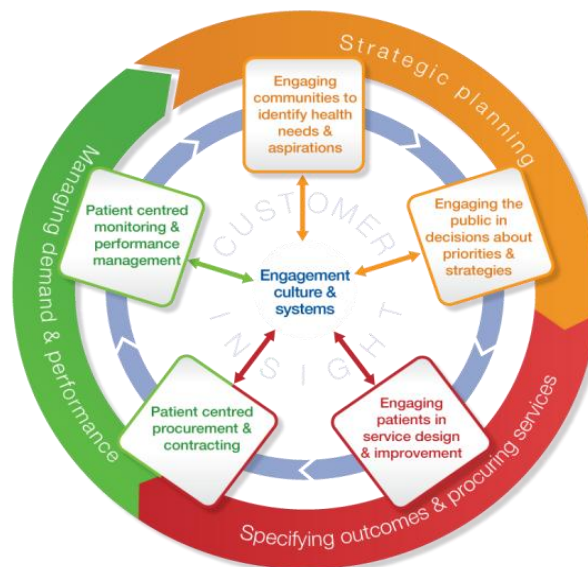 Strategic planning
Engaging
communities to
identify health
needs &
aspirations
Engaging the
public in
decisions about
priorities &
strategies
Engaging
patients in
service design
& improvement
Specifying outcomes & procuring services
Patient centred
procurement &
contracting
Managing demand & performance
Patient centred
monitoring &
performance
management
CUSTOMER
INSIGHT
Engagement
culture &
systems